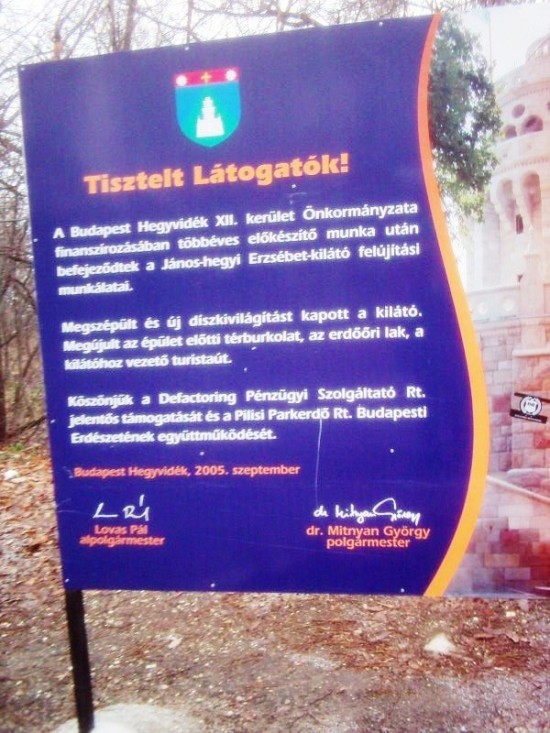 Tisztelt Látogatók!
A Budapest Hegyvidék XII. kerület Önkormányzata
finanszírozásában többéves előkészítő munka után
befejeződtek a János-hegyi Erzsébet-kilátó felújítási
munkálatai.
Megszépült és új díszkivilágítást kapott a kilátó.
Megújult az épület előtti térburkolat, az erdőőri lak, a
kilátóhoz vezető turistaút.
Köszönjük a Defactoring Pénzügyi Szolgáltató Rt.
jelentős támogatását és a Pilisi Parkerdő Rt. Budapesti
Erdészetének együttműködését.
Budapest Hegyvidék, 2005. szeptember
dr. Mitnyan György
Lovas Pál
alpolgármester
dr. Mitnyan György
polgármester